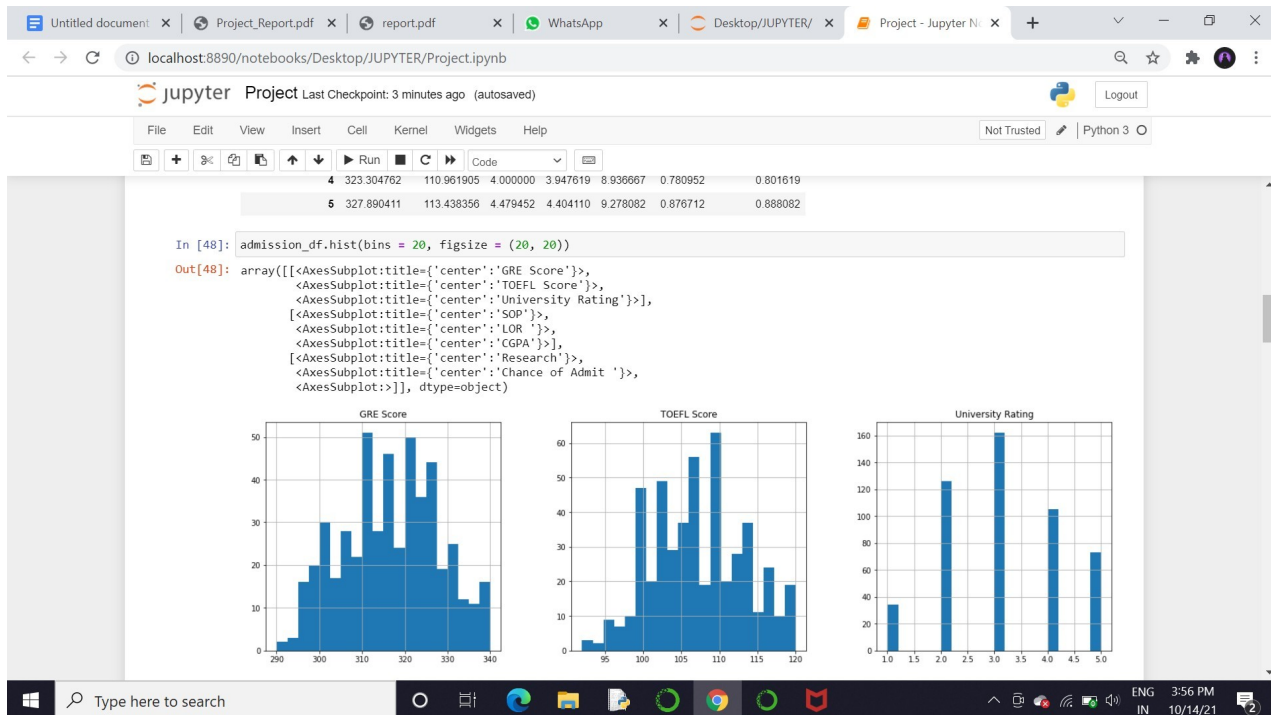 Untitled document
Project_Report.pdf
report.pdf
WhatsApp
Desktop/JUPYTER/
Project - Jupyter No
localhost:8890/notebooks/Desktop/JUPYTER/Project.ipynb
jupyter Project Last Checkpoint: 3 minutes ago (autosaved)
Logout
File Edit View Insert Cell Kernel Widgets Help
Not Trusted Python 3
Run Code
4 323.304762 110.961905 4.000000 3.947619 8.936667 0.780952 0.801619
5 327.890411 113.438356 4.479452 4.404110 9.278082 0.876712 0.888082
In [48]: admission_df.hist(bins = 20, figsize = (20, 20))
Out[48]: array([[<AxesSubplot:title={'center':'GRE Score'}>,
<AxesSubplot:title={'center':'TOEFL Score'}>,
<AxesSubplot:title={'center':'University Rating'}>],
[<AxesSubplot:title={'center':'SOP'}>,
<AxesSubplot:title={'center':'LOR '}>,
<AxesSubplot:title={'center':'CGPA'}>],
[<AxesSubplot:title={'center':'Research'}>,
<AxesSubplot:title={'center':'Chance of Admit '}>,
<AxesSubplot:>]], dtype=object)
GRE Score
50
40
30
20
10
0
290 300 310 320 330 340
TOEFL Score
60
50
40
30
20
10
0
95 100 105 110 115 120
University Rating
160
140
120
100
80
60
40
20
0
1.0 1.5 2.0 2.5 3.0 3.5 4.0 4.5 5.0
Type here to search
ENG
IN
3:56 PM
10/14/21
2